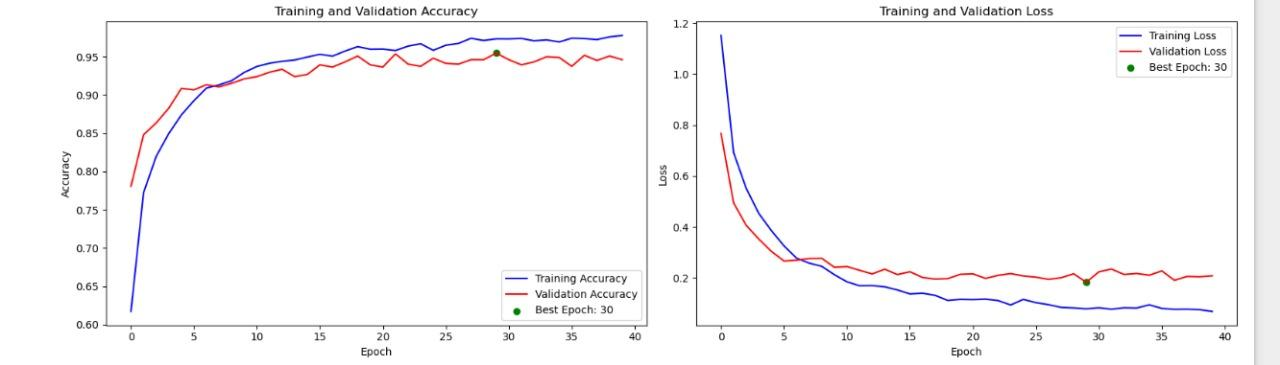 Training and Validation Accuracy
0.95
0.90
0.85
0.80
0.75
0.70
0.65
0.60
Accuracy
0 5 10 15 20 25 30 35 40
Epoch
Training Accuracy
Validation Accuracy
Best Epoch: 30
Training and Validation Loss
1.2
1.0
0.8
0.6
0.4
0.2
Loss
0 5 10 15 20 25 30 35 40
Epoch
Training Loss
Validation Loss
Best Epoch: 30